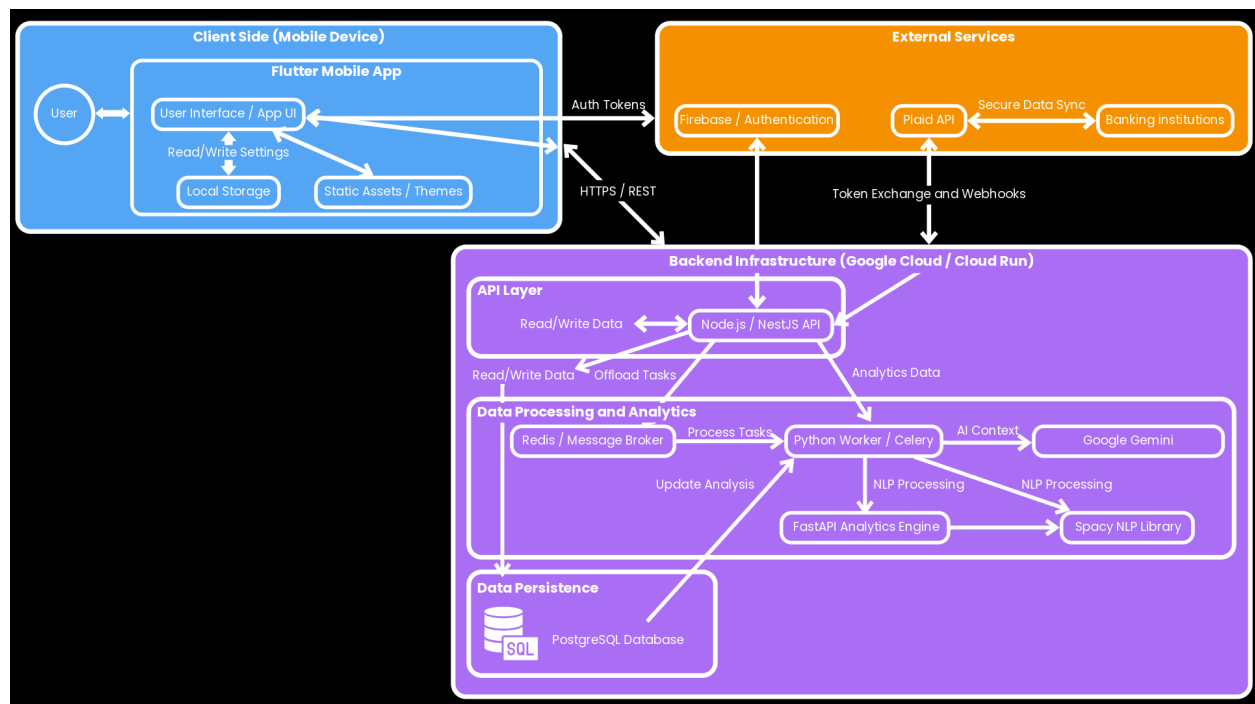 Client Side (Mobile Device)
Flutter Mobile App
User
User Interface / App UI
Read/Write Settings
Local Storage
Static Assets / Themes
Auth Tokens
HTTPS / REST
External Services
Firebase / Authentication
Plaid API
Secure Data Sync
Banking institutions
Token Exchange and Webhooks
Backend Infrastructure (Google Cloud / Cloud Run)
API Layer
Read/Write Data
Node.js / NestJS API
Read/Write Data
Offload Tasks
Analytics Data
Data Processing and Analytics
Redis / Message Broker
Process Tasks
Python Worker / Celery
AI Context
Google Gemini
Update Analysis
NLP Processing
NLP Processing
FastAPI Analytics Engine
Spacy NLP Library
Data Persistence
SQL
PostgreSQL Database